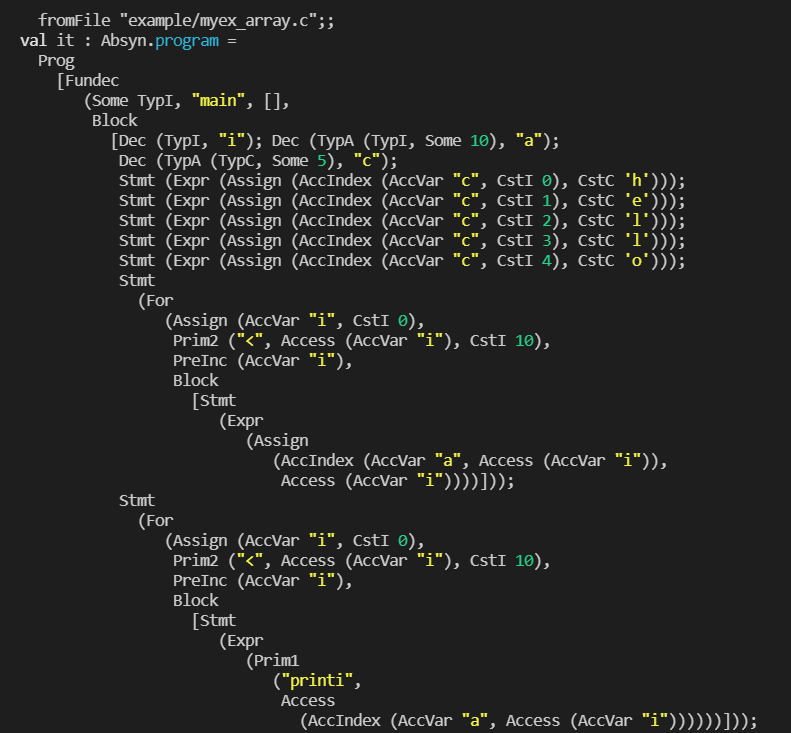 fromFile "example/myex_array.c";;
val it : Absyn.program =
Prog
[Fundec
(Some TypI, "main", [],
Block
[Dec (TypI, "i"); Dec (TypA (TypI, Some 10), "a");
Dec (TypA (TypC, Some 5), "c");
Stmt (Expr (Assign (AccIndex (AccVar "c", CstI 0), CstC 'h')));
Stmt (Expr (Assign (AccIndex (AccVar "c", CstI 1), CstC 'e')));
Stmt (Expr (Assign (AccIndex (AccVar "c", CstI 2), CstC 'l')));
Stmt (Expr (Assign (AccIndex (AccVar "c", CstI 3), CstC 'l')));
Stmt (Expr (Assign (AccIndex (AccVar "c", CstI 4), CstC 'o')));
Stmt
(For
(Assign (AccVar "i", CstI 0),
Prim2 ("<", Access (AccVar "i"), CstI 10),
PreInc (AccVar "i"),
Block
[Stmt
(Expr
(Assign
(AccIndex (AccVar "a", Access (AccVar "i")),
Access (AccVar "i"))))]));
Stmt
(For
(Assign (AccVar "i", CstI 0),
Prim2 ("<", Access (AccVar "i"), CstI 10),
PreInc (AccVar "i"),
Block
[Stmt
(Expr
(Prim1
("printi",
Access
(AccIndex (AccVar "a", Access (AccVar "i"))))))]));